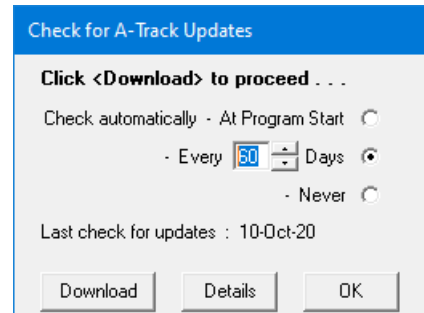 Check for A-Track Updates
Click <Download> to proceed . . .
Check automatically - At Program Start
- Every 60 Days
- Never
Last check for updates : 10-Oct-20
Download Details OK